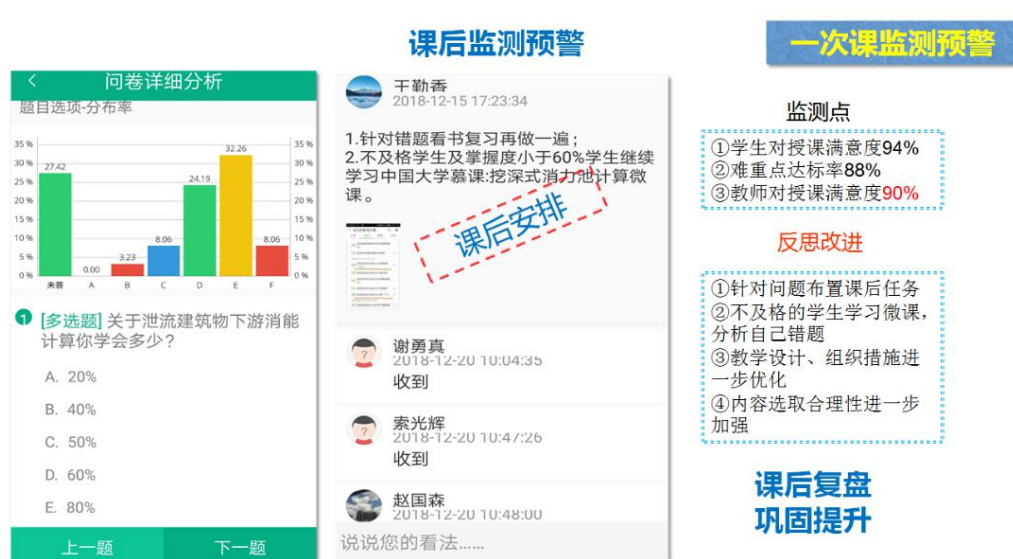 课后监测预警
一次课监测预警
问卷详细分析
题目选项-分布率
35 %
30 %
25 %
20 %
15 %
10 %
5 %
0 %
35 %
30 %
25 %
20 %
15 %
10 %
5 %
0 %
27.42
0.00
3.23
8.06
24.19
32.26
8.06
未答 A B C D E F
1 [多选题] 关于泄流建筑物下游消能
计算你学会多少?
A. 20%
B. 40%
C. 50%
D. 60%
E. 80%
上一题 下一题
王勤香
2018-12-15 17:23:34
1.针对错题看书复习再做一遍;
2.不及格学生及掌握度小于60%学生继续
学习中国大学慕课:挖深式消力池计算微
课。
课后安排
谢勇真
2018-12-20 10:04:35
收到
索光辉
2018-12-20 10:47:26
收到
赵国森
2018-12-20 10:48:00
说说您的看法……
监测点
①学生对授课满意度94%
②难重点达标率88%
③教师对授课满意度90%
反思改进
①针对问题布置课后任务
②不及格的学生学习微课,
分析自己错题
③教学设计、组织措施进
一步优化
④内容选取合理性进一步
加强
课后复盘
巩固提升